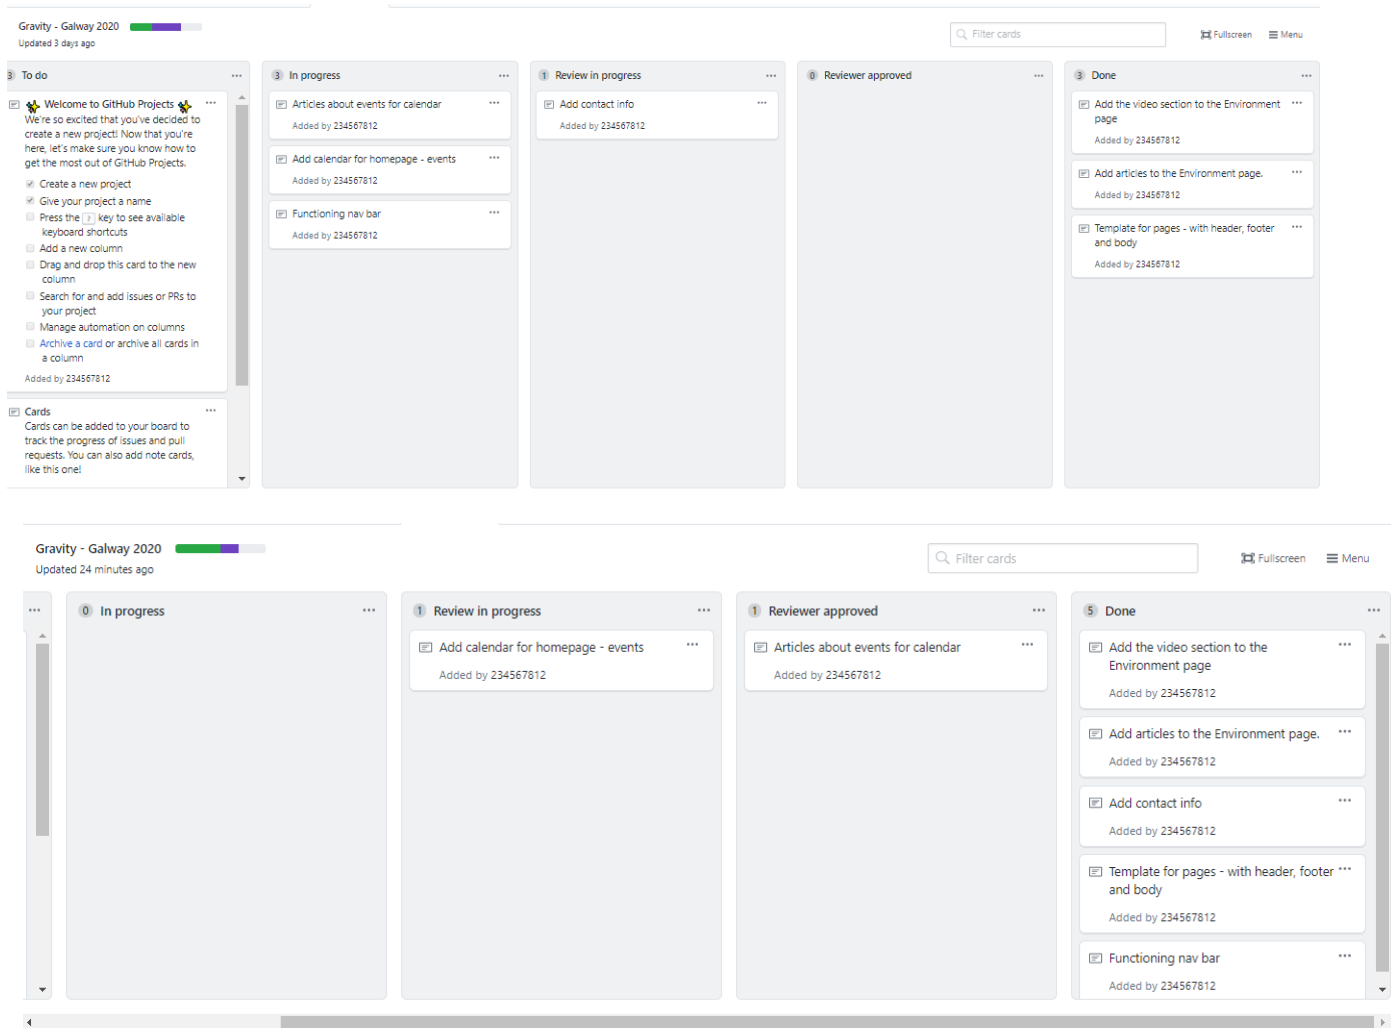 Gravity - Galway 2020
Updated 3 days ago
Filter cards
Fullscreen
Menu
3 To do
Welcome to GitHub Projects
We're so excited that you've decided to
create a new project! Now that you're
here, let's make sure you know how to
get the most out of GitHub Projects.
Create a new project
Give your project a name
Press the ? key to see available
keyboard shortcuts
Add a new column
Drag and drop this card to the new
column
Search for and add issues or PRs to
your project
Manage automation on columns
Archive a card or archive all cards in
a column
Added by 234567812
Cards
Cards can be added to your board to
track the progress of issues and pull
requests. You can also add note cards,
like this one!
3 In progress
Articles about events for calendar
Added by 234567812
Add calendar for homepage - events
Added by 234567812
Functioning nav bar
Added by 234567812
1 Review in progress
Add contact info
Added by 234567812
0 Reviewer approved
3 Done
Add the video section to the Environment
page
Added by 234567812
Add articles to the Environment page.
Added by 234567812
Template for pages - with header, footer
and body
Added by 234567812
Gravity - Galway 2020
Updated 24 minutes ago
Filter cards
Fullscreen
Menu
0 In progress
1 Review in progress
Add calendar for homepage - events
Added by 234567812
1 Reviewer approved
Articles about events for calendar
Added by 234567812
5 Done
Add the video section to the
Environment page
Added by 234567812
Add articles to the Environment page.
Added by 234567812
Add contact info
Added by 234567812
Template for pages - with header, footer
and body
Added by 234567812
Functioning nav bar
Added by 234567812